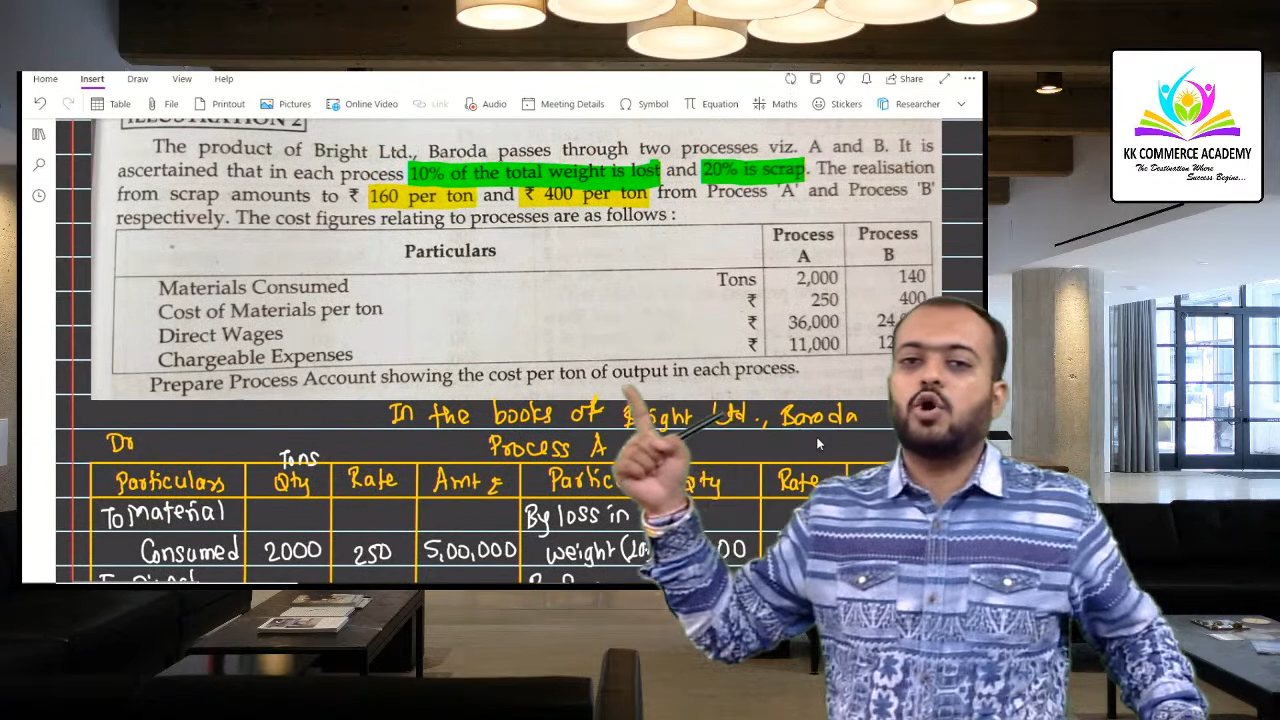 Home Insert Draw View Help Share
Table File Printout Pictures Online Video Link Audio Meeting Details Symbol Equation Maths Stickers Researcher
ILLUSTRATION 2
The product of Bright Ltd., Baroda passes through two processes viz. A and B. It is
ascertained that in each process 10% of the total weight is lost and 20% is scrap. The realisation
from scrap amounts to ₹ 160 per ton and ₹ 400 per ton from Process 'A' and Process 'B'
respectively. The cost figures relating to processes are as follows :
Particulars Process A Process B
Materials Consumed Tons 2,000 140
Cost of Materials per ton ₹ 250 400
Direct Wages ₹ 36,000
Chargeable Expenses ₹ 11,000
Prepare Process Account showing the cost per ton of output in each process.
In the books of Bright Ltd., Baroda
Dr Process A
Particulars Tons Qty Rate Amt ₹ Qty Rate
To Material By loss in
Consumed 2000 250 5,00,000 weight
KK COMMERCE ACADEMY
The Destination Where
Success Begins...